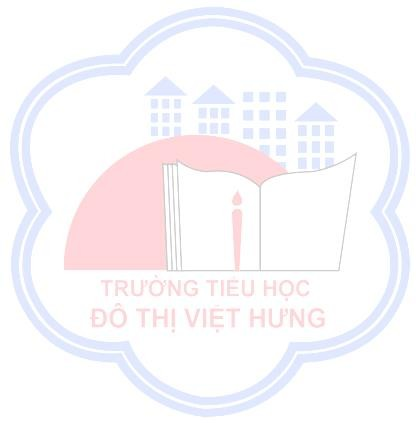 TRƯỜNG TIỂU HỌC
ĐÔ THỊ VIỆT HƯNG